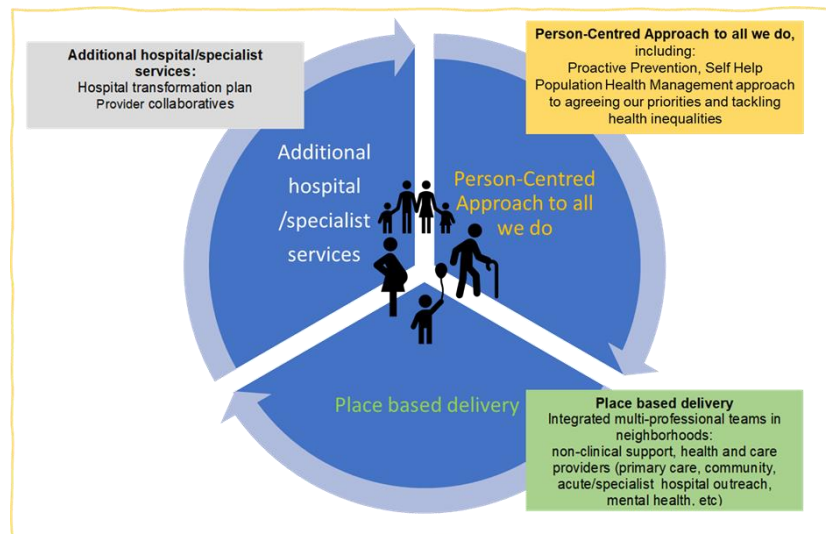 Additional hospital/specialist
services:
Hospital transformation plan
Provider collaboratives
Person-Centred Approach to all we do,
including:
Proactive Prevention, Self Help
Population Health Management approach
to agreeing our priorities and tackling
health inequalities
Additional
hospital
/specialist
services
Person-Centred
Approach to all
we do
Place based delivery
Place based delivery
Integrated multi-professional teams in
neighborhoods:
non-clinical support, health and care
providers (primary care, community,
acute/specialist hospital outreach,
mental health, etc)